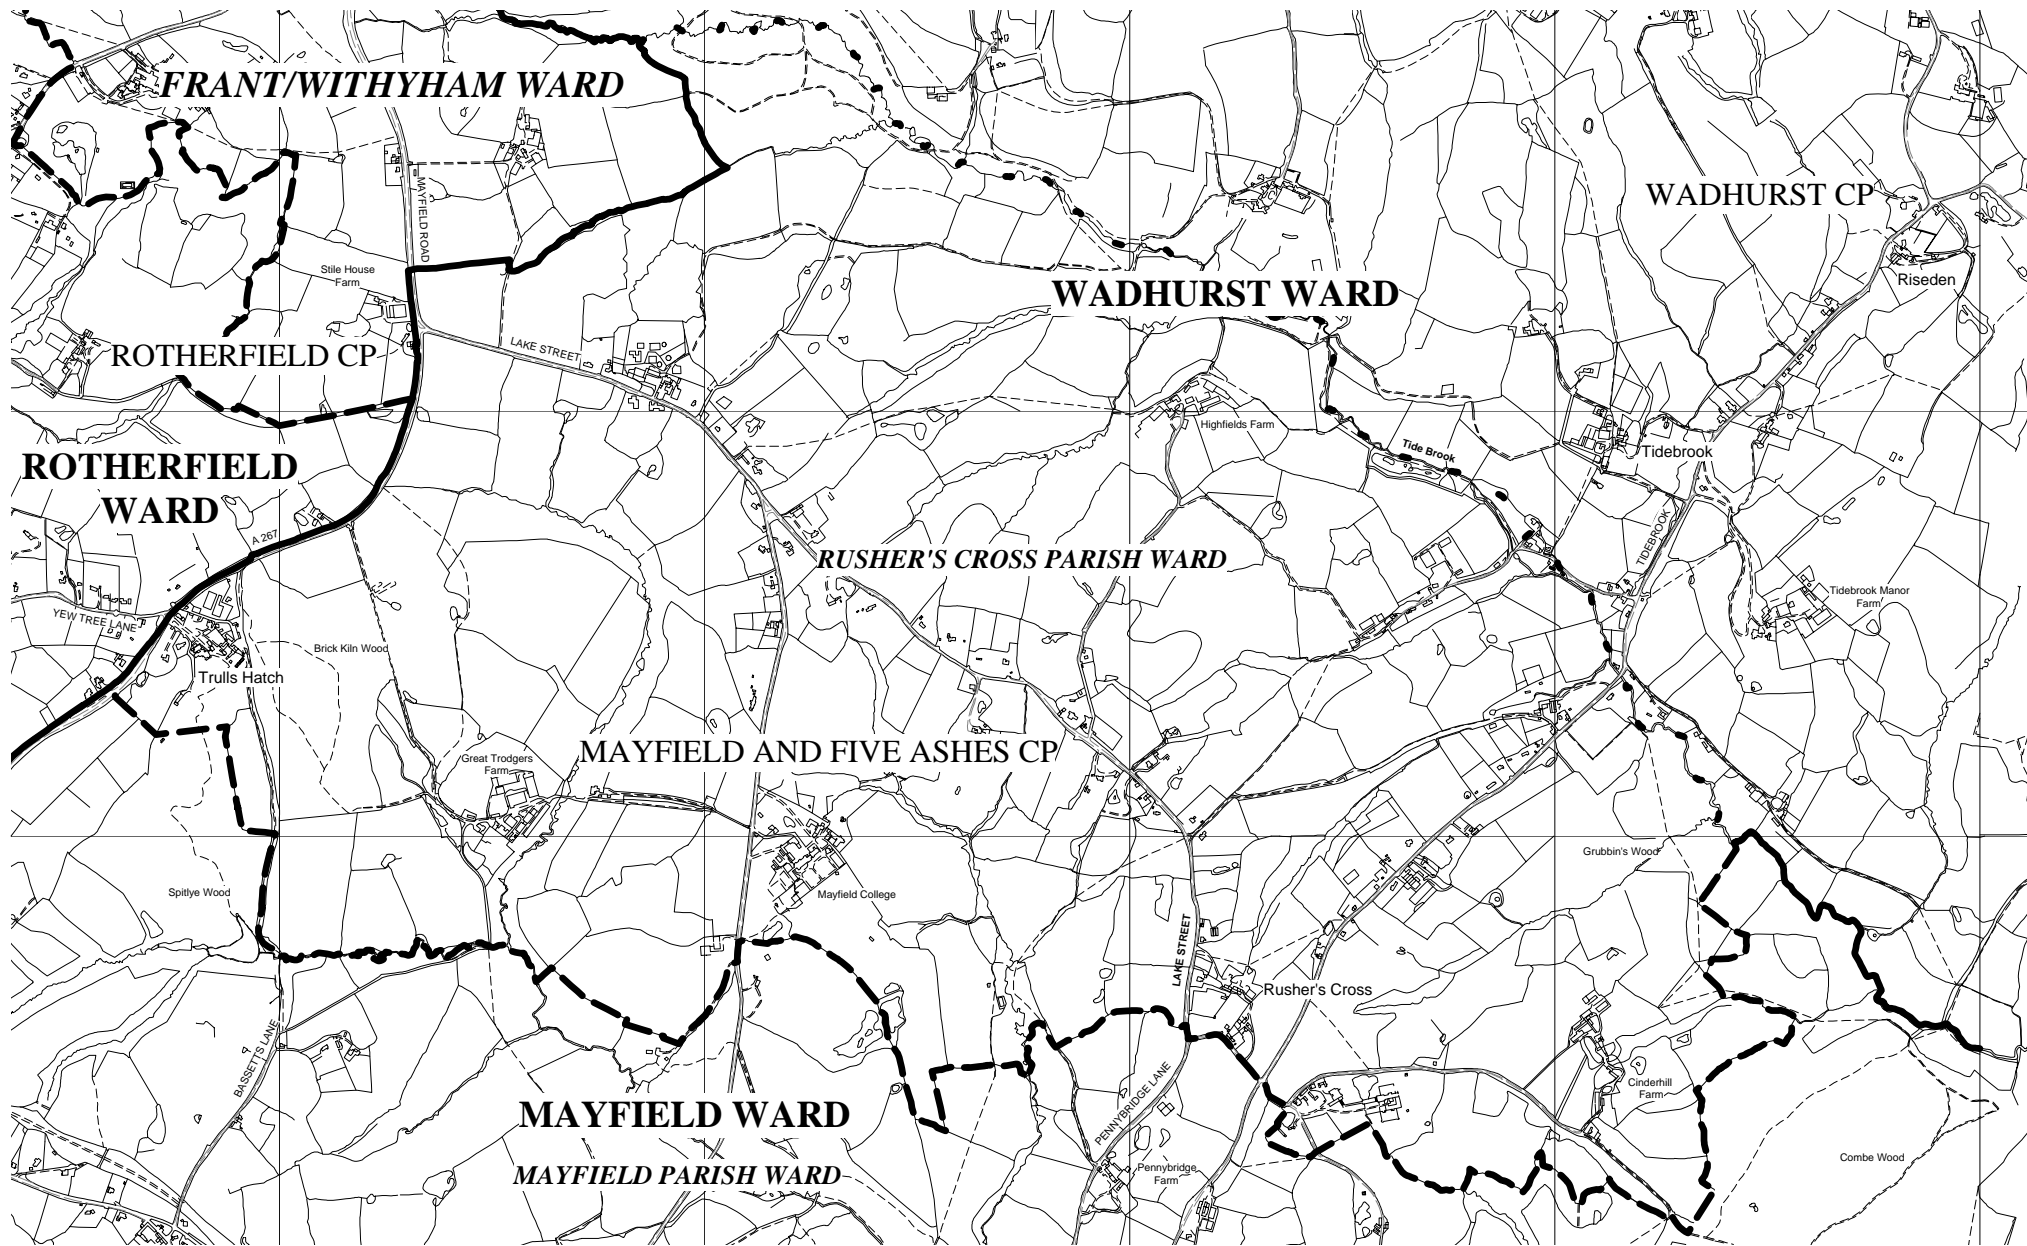 FRANT/WITHYHAM WARD
MAYFIELD ROAD
WADHURST CP
Stile House
Farm
Riseden
WADHURST WARD
LAKE STREET
ROTHERFIELD CP
Highfields Farm
Tide Brook
Tidebrook
ROTHERFIELD
WARD
A 267
TIDEBROOK
RUSHER'S CROSS PARISH WARD
Tidebrook Manor
Farm
YEW TREE LANE
Brick Kiln Wood
Trulls Hatch
MAYFIELD AND FIVE ASHES CP
Great Trodgers
Farm
Grubbin's Wood
Spitlye Wood
Mayfield College
LAKE STREET
Rusher's Cross
BASSETTS LANE
Cinderhill
Farm
PENNYBRIDGE LANE
MAYFIELD WARD
Combe Wood
MAYFIELD PARISH WARD
Pennybridge
Farm